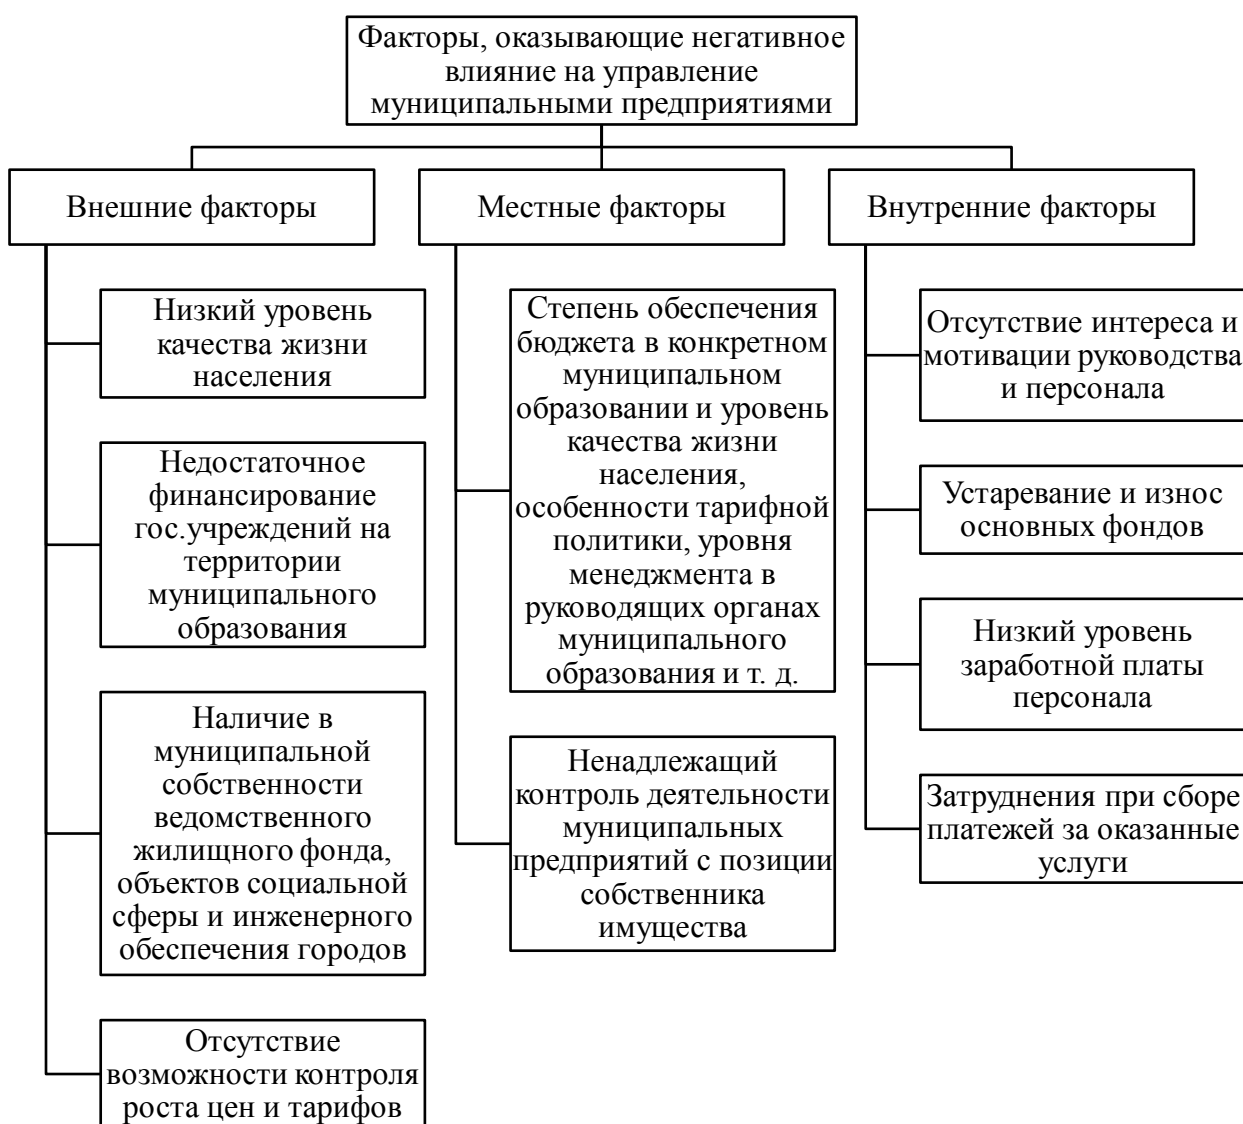 Факторы, оказывающие негативное
влияние на управление
муниципальными предприятиями
Внешние факторы
Низкий уровень
качества жизни
населения
Недостаточное
финансирование
гос.учреждений на
территории
муниципального
образования
Наличие в
муниципальной
собственности
ведомственного
жилищного фонда,
объектов социальной
сферы и инженерного
обеспечения городов
Отсутствие
возможности контроля
роста цен и тарифов
Местные факторы
Степень обеспечения
бюджета в конкретном
муниципальном
образовании и уровень
качества жизни
населения,
особенности тарифной
политики, уровня
менеджмента в
руководящих органах
муниципального
образования и т. д.
Ненадлежащий
контроль деятельности
муниципальных
предприятий с позиции
собственника
имущества
Внутренние факторы
Отсутствие интереса и
мотивации руководства
и персонала
Устаревание и износ
основных фондов
Низкий уровень
заработной платы
персонала
Затруднения при сборе
платежей за оказанные
услуги